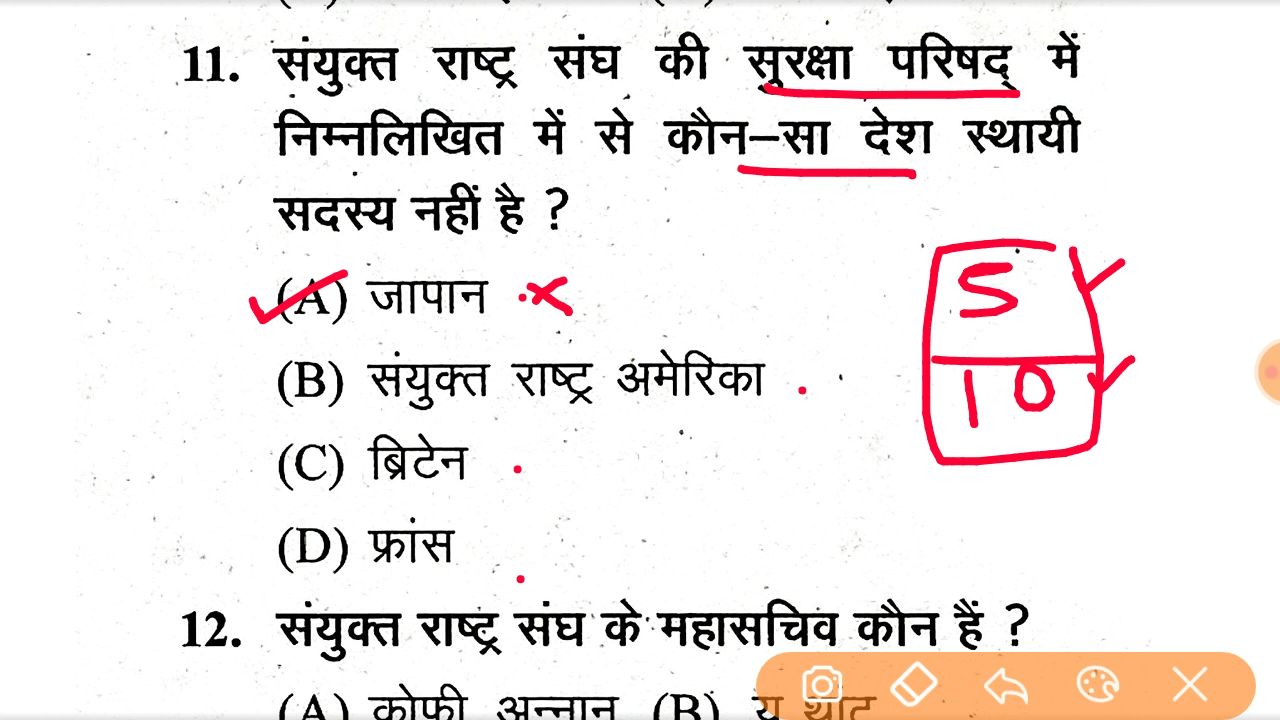 11. संयुक्त राष्ट्र संघ की सुरक्षा परिषद् में
निम्नलिखित में से कौन–सा देश स्थायी
सदस्य नहीं है ?
(A) जापान
(B) संयुक्त राष्ट्र अमेरिका
(C) ब्रिटेन
(D) फ्रांस
5
10
12. संयुक्त राष्ट्र संघ के महासचिव कौन हैं ?
(A) कोफी अन्नान (B)